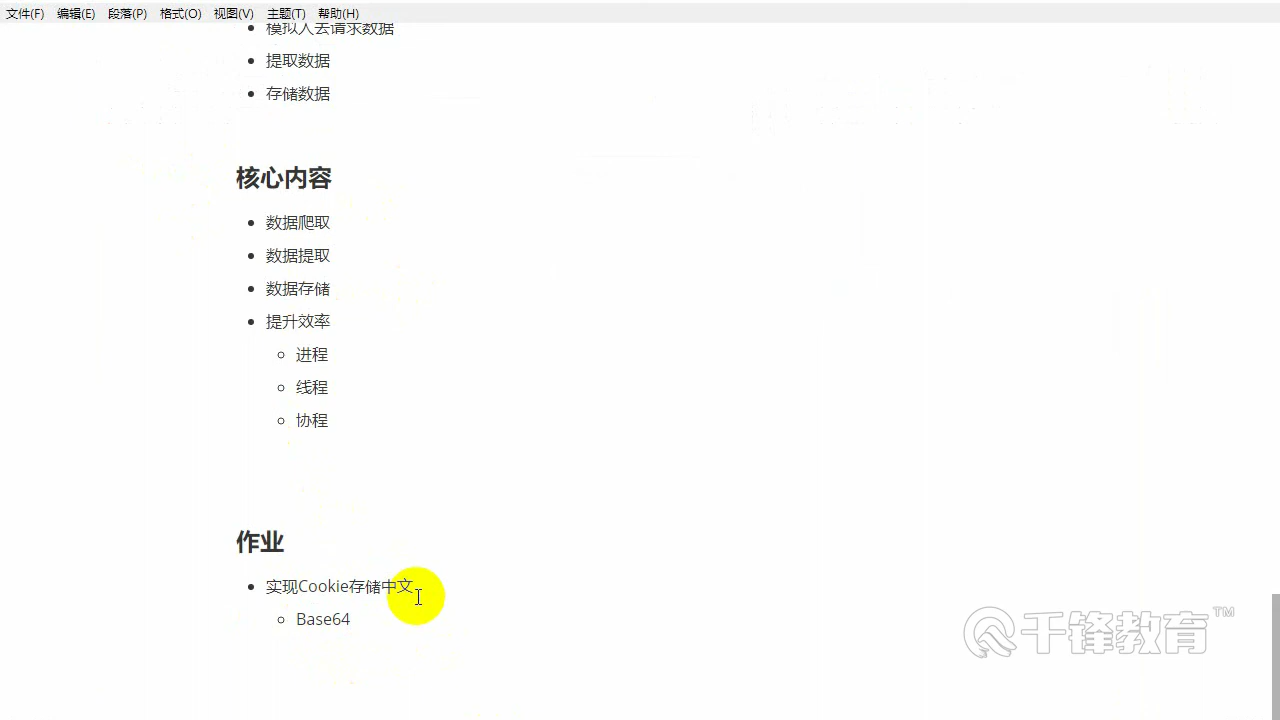 文件(F) 编辑(E) 段落(P) 格式(O) 视图(V) 主题(T) 帮助(H)
模拟人去请求数据
提取数据
存储数据
核心内容
数据爬取
数据提取
数据存储
提升效率
进程
线程
协程
作业
实现Cookie存储中文
Base64
千锋教育™